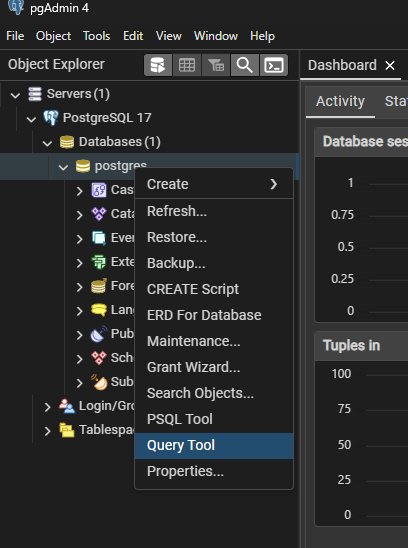 pgAdmin 4
File Object Tools Edit View Window Help
Object Explorer
Dashboard
Servers (1)
Activity Sta
PostgreSQL 17
Databases (1)
Database ses
postgres
Create
1
Cas
Refresh...
Cata
0.75
Even
Restore...
Exte
Backup...
0.5
Fore
CREATE Script
0.25
Lan
ERD For Database
0
Pub
Maintenance...
Tuples in
Sche
Grant Wizard...
100
Sub
Search Objects...
75
Login/Gro
PSQL Tool
Tablespac
Query Tool
50
Properties...
25
0